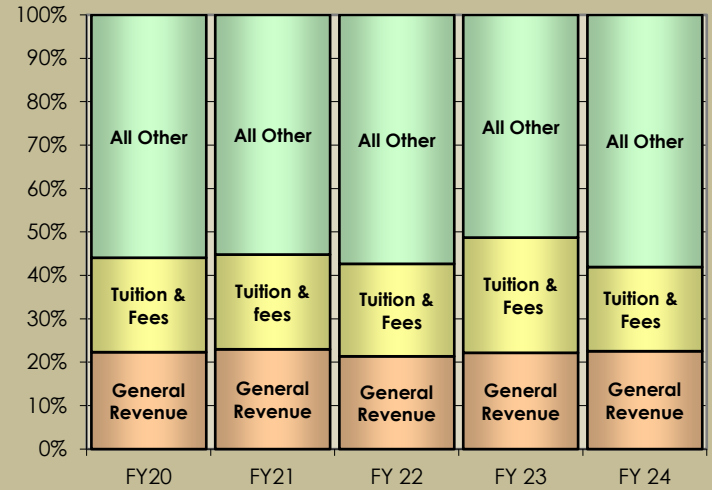 100%
90%
80%
70%
60%
50%
40%
30%
20%
10%
0%
All Other
All Other
All Other
All Other
All Other
Tuition &
Fees
Tuition &
fees
Tuition &
Fees
Tuition &
Fees
Tuition &
Fees
General
Revenue
General
Revenue
General
Revenue
General
Revenue
General
Revenue
FY20
FY21
FY 22
FY 23
FY 24